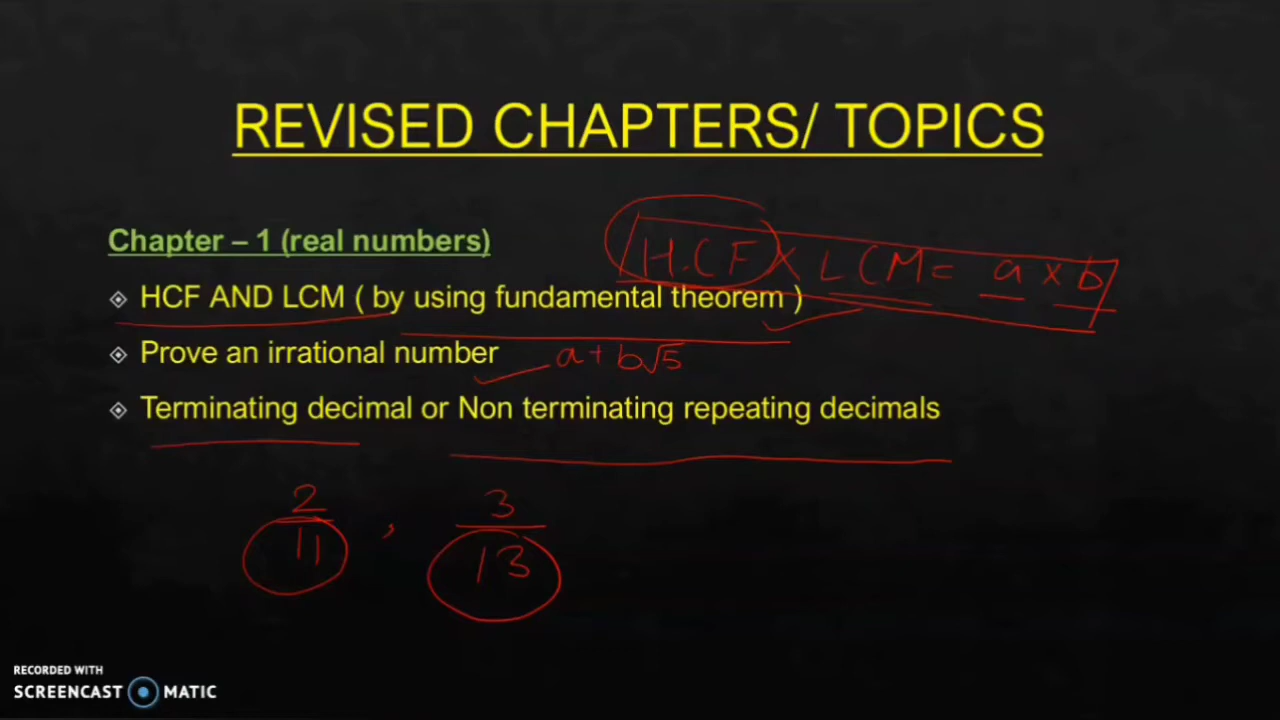 REVISED CHAPTERS/ TOPICS
Chapter – 1 (real numbers)
H.CF X LCM = a x b
HCF AND LCM ( by using fundamental theorem )
Prove an irrational number
a + b√5
Terminating decimal or Non terminating repeating decimals
2/11 , 3/13
RECORDED WITH
SCREENCAST MATIC